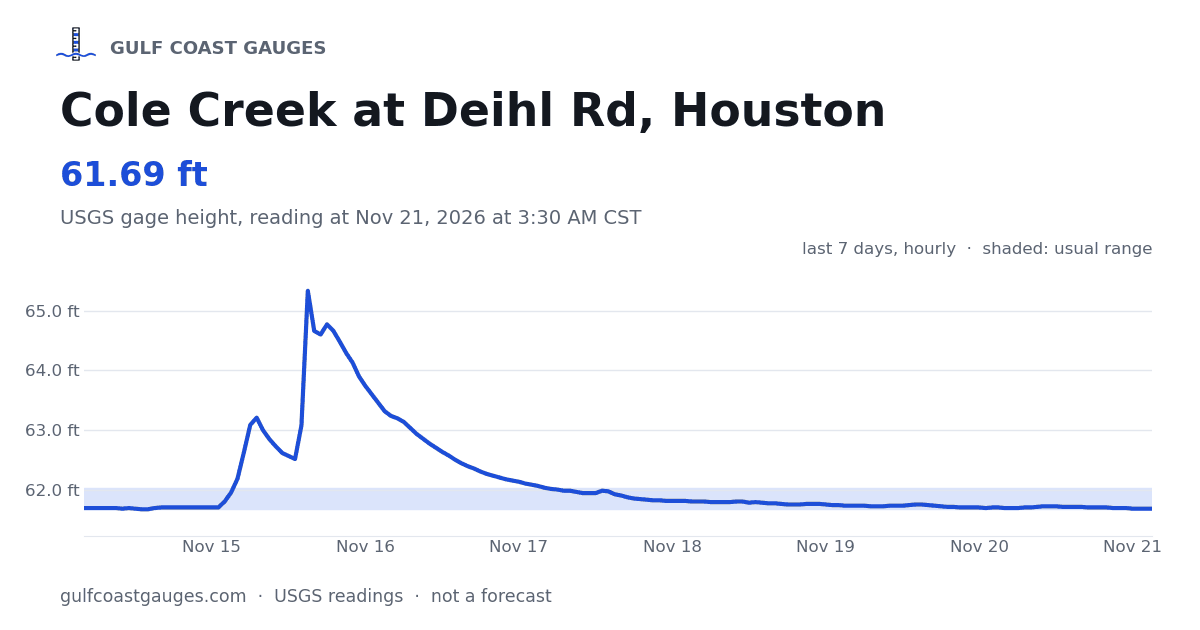 GULF COAST GAUGES
Cole Creek at Deihl Rd, Houston
61.69 ft
USGS gage height, reading at Nov 21, 2026 at 3:30 AM CST
last 7 days, hourly · shaded: usual range
65.0 ft
64.0 ft
63.0 ft
62.0 ft
Nov 15 Nov 16 Nov 17 Nov 18 Nov 19 Nov 20 Nov 21
gulfcoastgauges.com · USGS readings · not a forecast